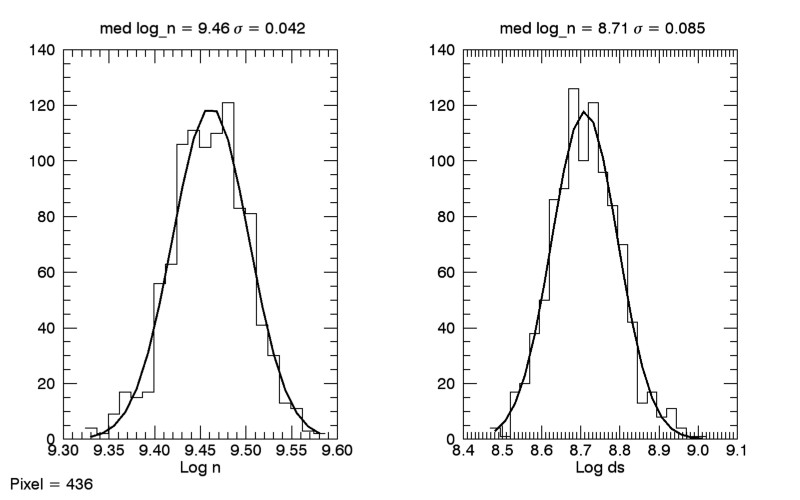 med log_n = 9.46 σ = 0.042
140
120
100
80
60
40
20
0
9.30 9.35 9.40 9.45 9.50 9.55 9.60
Log n
med log_n = 8.71 σ = 0.085
140
120
100
80
60
40
20
0
8.4 8.5 8.6 8.7 8.8 8.9 9.0 9.1
Log ds
Pixel = 436